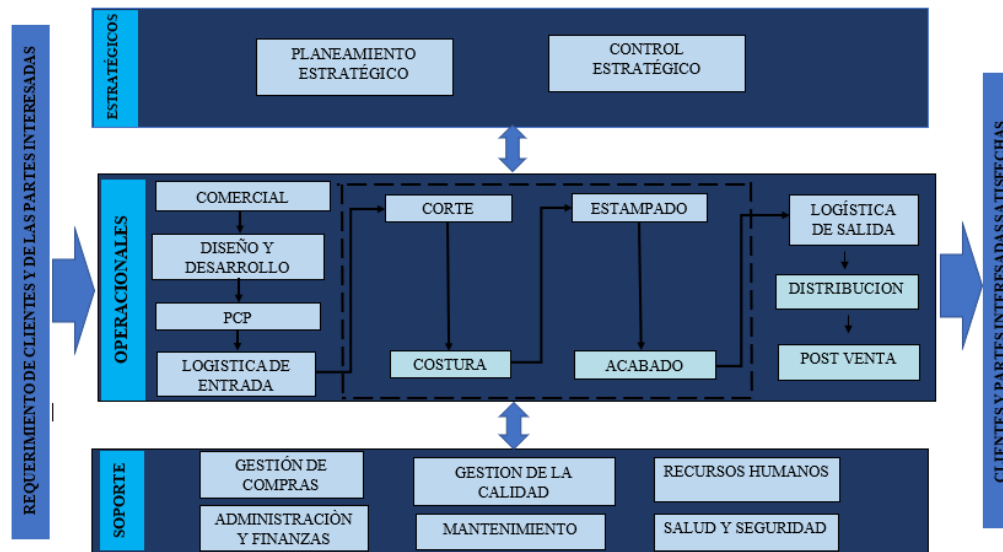 REQUERIMIENTO DE CLIENTES Y DE LAS PARTES INTERESADAS
ESTRATÉGICOS
PLANEAMIENTO
ESTRATÉGICO
CONTROL
ESTRATÉGICO
OPERACIONALES
COMERCIAL
DISEÑO Y
DESARROLLO
PCP
LOGISTICA DE
ENTRADA
CORTE
COSTURA
ESTAMPADO
ACABADO
LOGÍSTICA
DE SALIDA
DISTRIBUCION
POST VENTA
SOPORTE
GESTIÓN DE
COMPRAS
GESTION DE LA
CALIDAD
RECURSOS HUMANOS
ADMINISTRACIÒN
Y FINANZAS
MANTENIMIENTO
SALUD Y SEGURIDAD
CLIENTES Y PARTES INTERESADAS SATISFECHAS